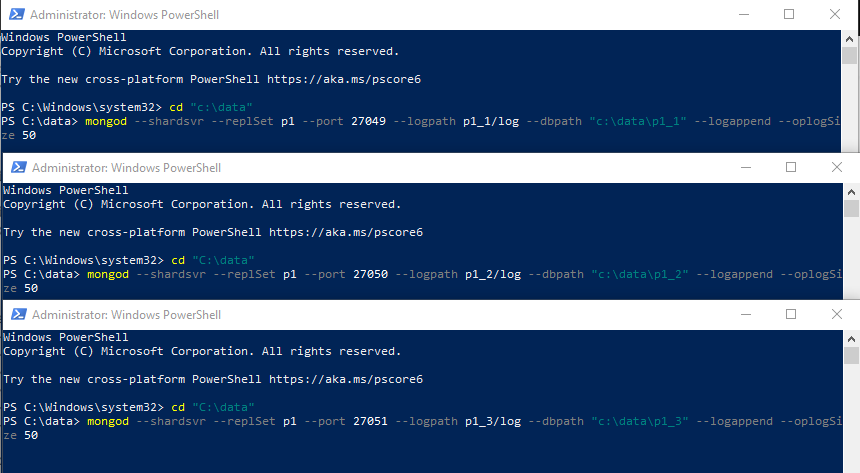 Administrator: Windows PowerShell
Windows PowerShell
Copyright (C) Microsoft Corporation. All rights reserved.
Try the new cross-platform PowerShell https://aka.ms/pscore6
PS C:\Windows\system32> cd "c:\data"
PS C:\data> mongod --shardsvr --replSet p1 --port 27049 --logpath p1_1/log --dbpath "c:\data\p1_1" --logappend --oplogSi
ze 50
Administrator: Windows PowerShell
Windows PowerShell
Copyright (C) Microsoft Corporation. All rights reserved.
Try the new cross-platform PowerShell https://aka.ms/pscore6
PS C:\Windows\system32> cd "C:\data"
PS C:\data> mongod --shardsvr --replSet p1 --port 27050 --logpath p1_2/log --dbpath "c:\data\p1_2" --logappend --oplogSi
ze 50
Administrator: Windows PowerShell
Windows PowerShell
Copyright (C) Microsoft Corporation. All rights reserved.
Try the new cross-platform PowerShell https://aka.ms/pscore6
PS C:\Windows\system32> cd "C:\data"
PS C:\data> mongod --shardsvr --replSet p1 --port 27051 --logpath p1_3/log --dbpath "c:\data\p1_3" --logappend --oplogSi
ze 50